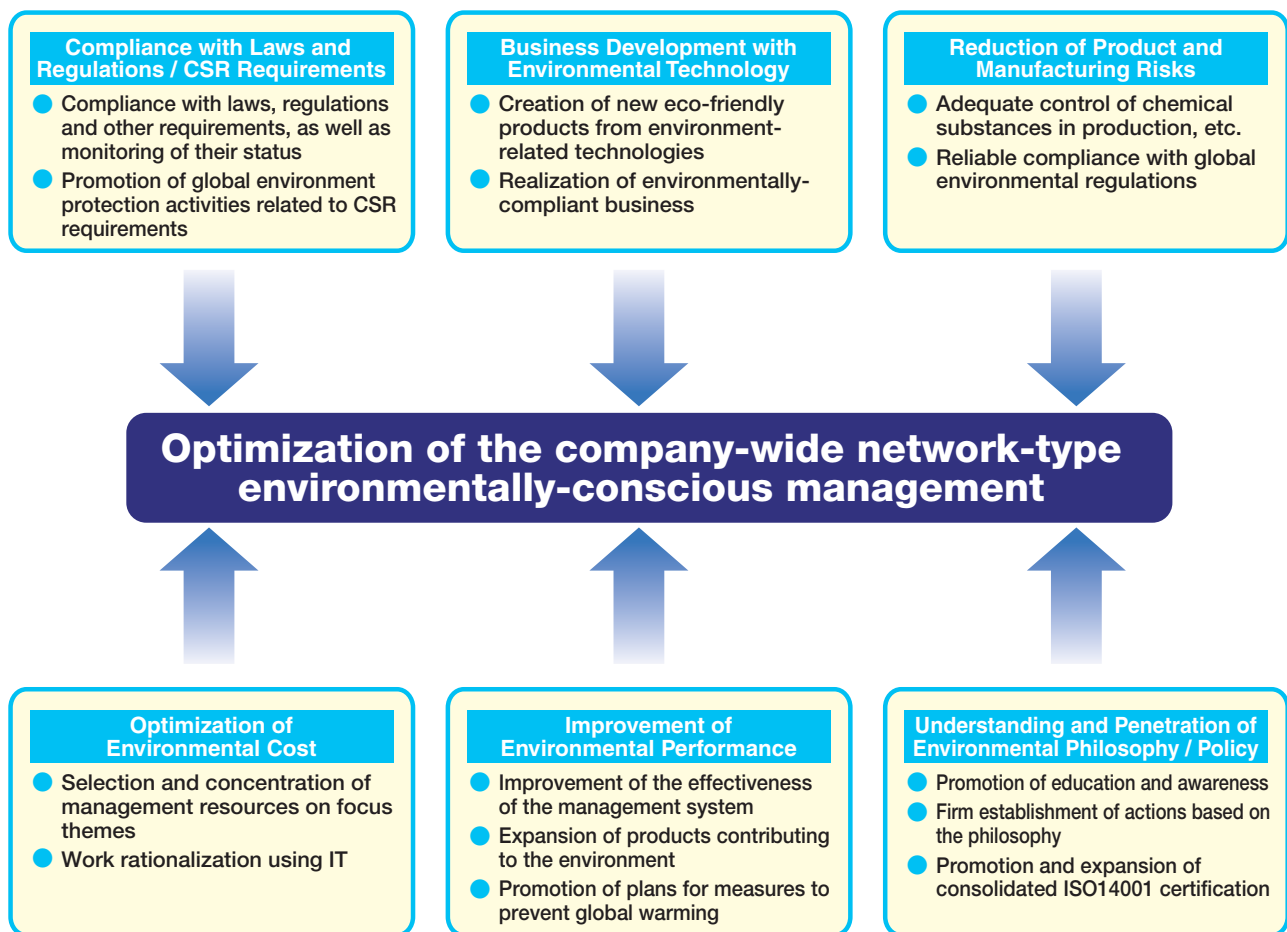 Compliance with Laws and
Regulations / CSR Requirements
Compliance with laws, regulations
and other requirements, as well as
monitoring of their status
Promotion of global environment
protection activities related to CSR
requirements
Business Development with
Environmental Technology
Creation of new eco-friendly
products from environment-
related technologies
Realization of environmentally-
compliant business
Reduction of Product and
Manufacturing Risks
Adequate control of chemical
substances in production, etc.
Reliable compliance with global
environmental regulations
Optimization of the company-wide network-type
environmentally-conscious management
Optimization of
Environmental Cost
Selection and concentration of
management resources on focus
themes
Work rationalization using IT
Improvement of
Environmental Performance
Improvement of the effectiveness
of the management system
Expansion of products contributing
to the environment
Promotion of plans for measures to
prevent global warming
Understanding and Penetration of
Environmental Philosophy / Policy
Promotion of education and awareness
Firm establishment of actions based on
the philosophy
Promotion and expansion of
consolidated ISO14001 certification